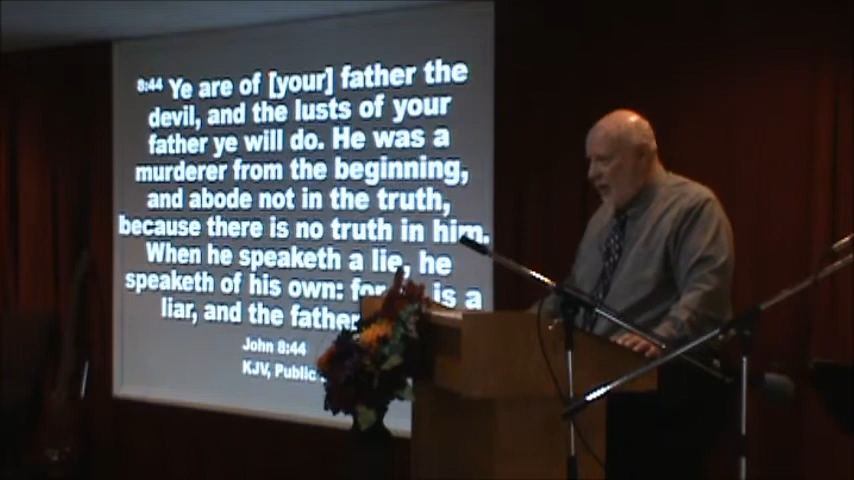 8:44 Ye are of [your] father the
devil, and the lusts of your
father ye will do. He was a
murderer from the beginning,
and abode not in the truth,
because there is no truth in him.
When he speaketh a lie, he
speaketh of his own: for is a
liar, and the father
John 8:44
KJV, Public